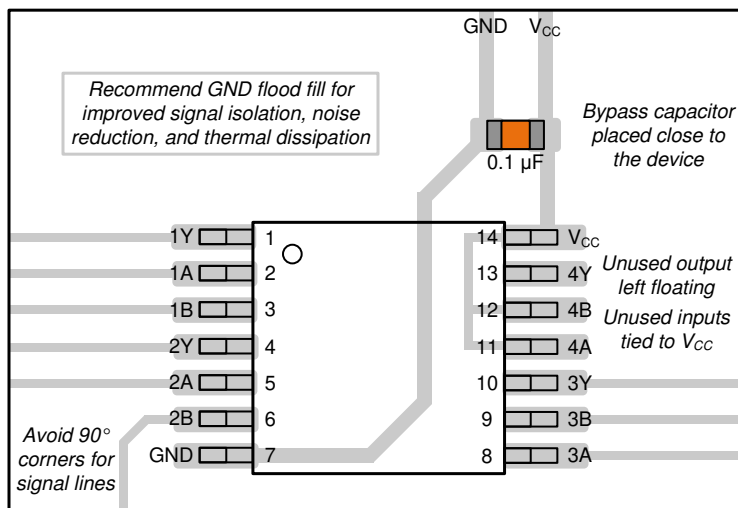 GND VCC
Recommend GND flood fill for
improved signal isolation, noise
reduction, and thermal dissipation
Bypass capacitor
placed close to
the device
0.1 µF
1Y 1 14 VCC
1A 2 13 4Y
Unused output
left floating
1B 3 12 4B
Unused inputs
tied to VCC
2Y 4 11 4A
2A 5 10 3Y
2B 6 9 3B
GND 7 8 3A
Avoid 90°
corners for
signal lines